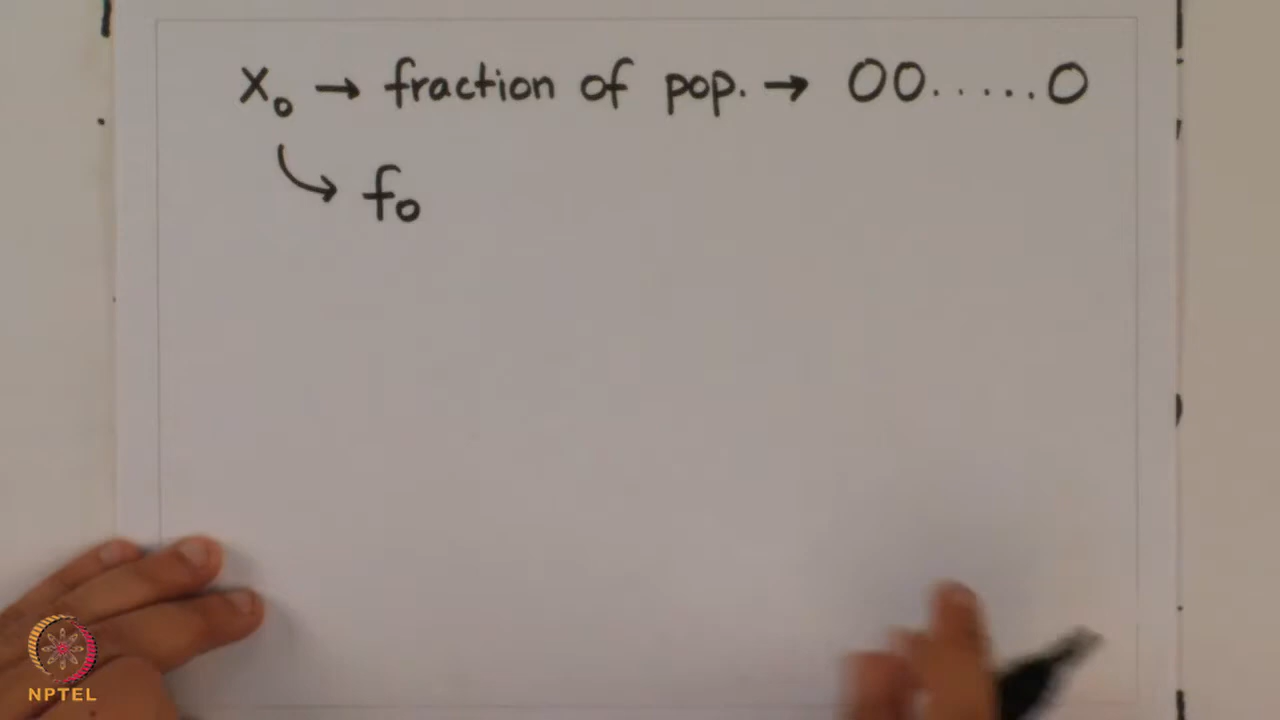 x₀ → fraction of pop. → 00.....0
↳ f₀
NPTEL